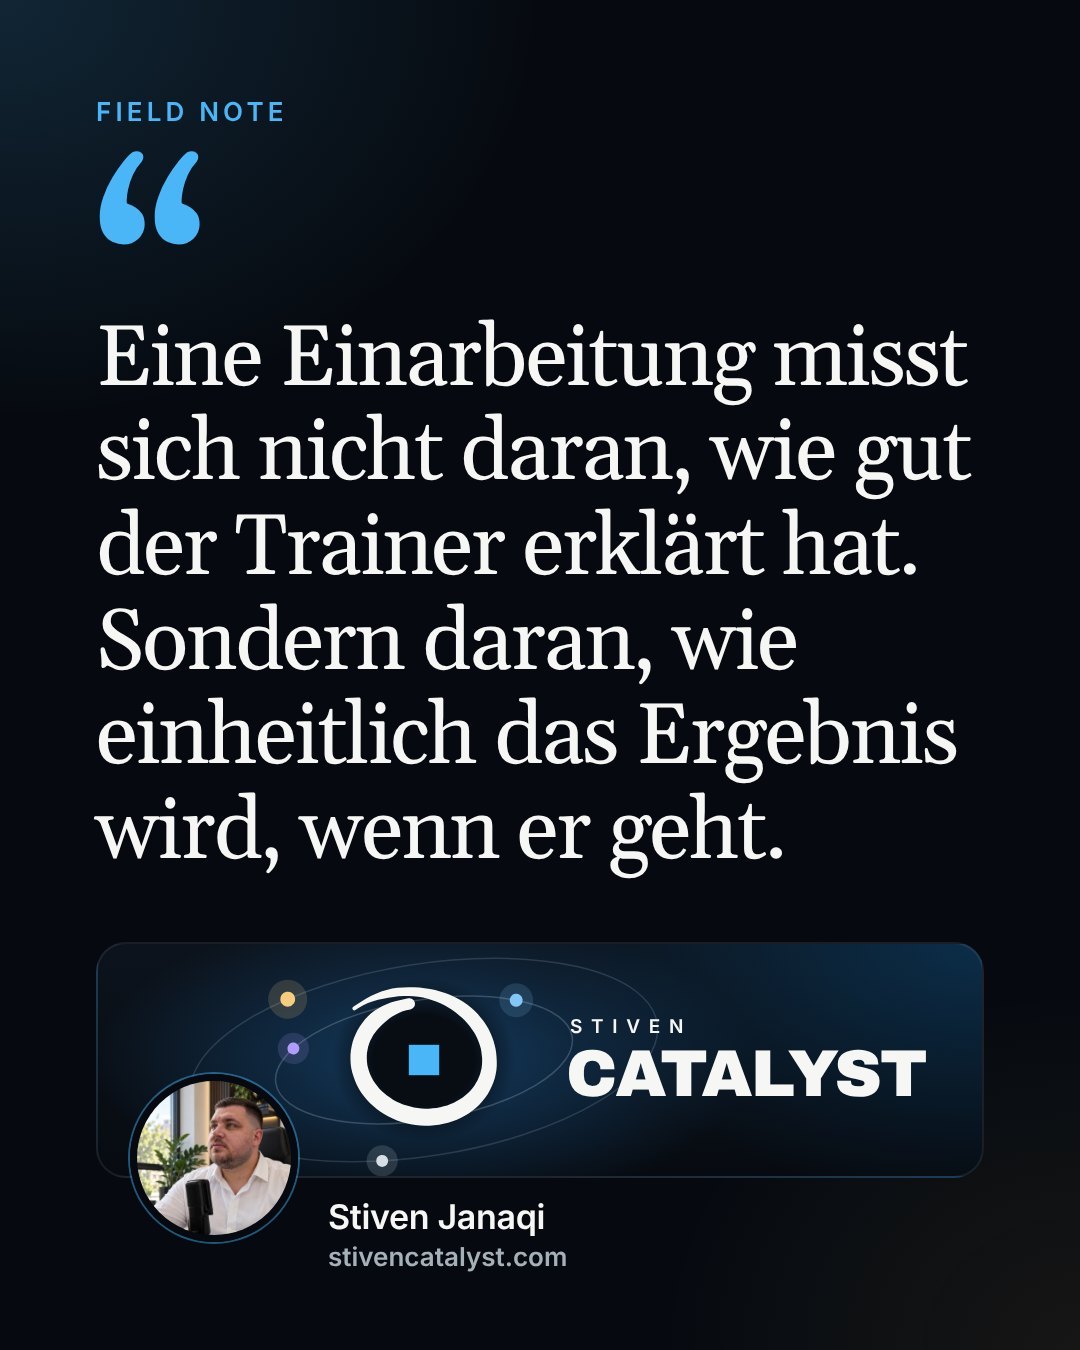 FIELD NOTE
“
Eine Einarbeitung misst
sich nicht daran, wie gut
der Trainer erklärt hat.
Sondern daran, wie
einheitlich das Ergebnis
wird, wenn er geht.
STIVEN
CATALYST
Stiven Janaqi
stivencatalyst.com